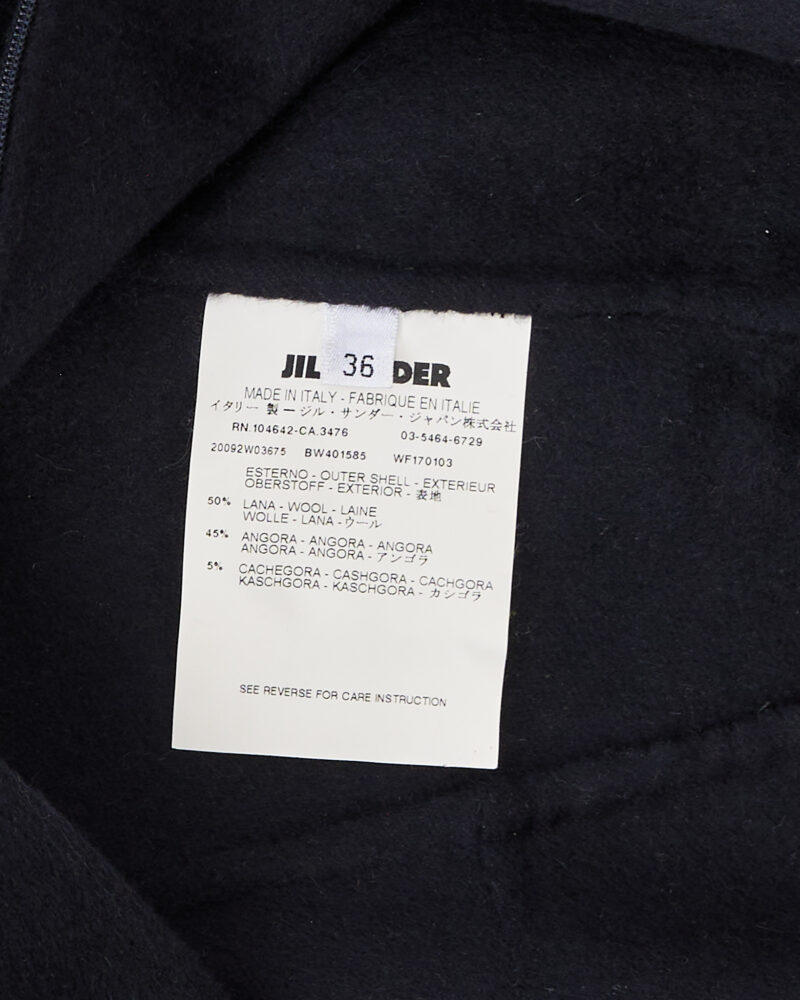 36
JIL DER
MADE IN ITALY - FABRIQUE EN ITALIE
イタリー 製 ー ジル・サンダー・ジャパン株式会社
RN.104642-CA.3476 03-5464-6729
20092W03675 BW401585 WF170103
ESTERNO - OUTER SHELL - EXTERIEUR
OBERSTOFF - EXTERIOR - 表地
50% LANA - WOOL - LAINE
WOLLE - LANA -ウール
45% ANGORA - ANGORA - ANGORA
ANGORA - ANGORA - アンゴラ
5% CACHEGORA - CASHGORA - CACHGORA
KASCHGORA - KASCHGORA - カシゴラ
SEE REVERSE FOR CARE INSTRUCTION